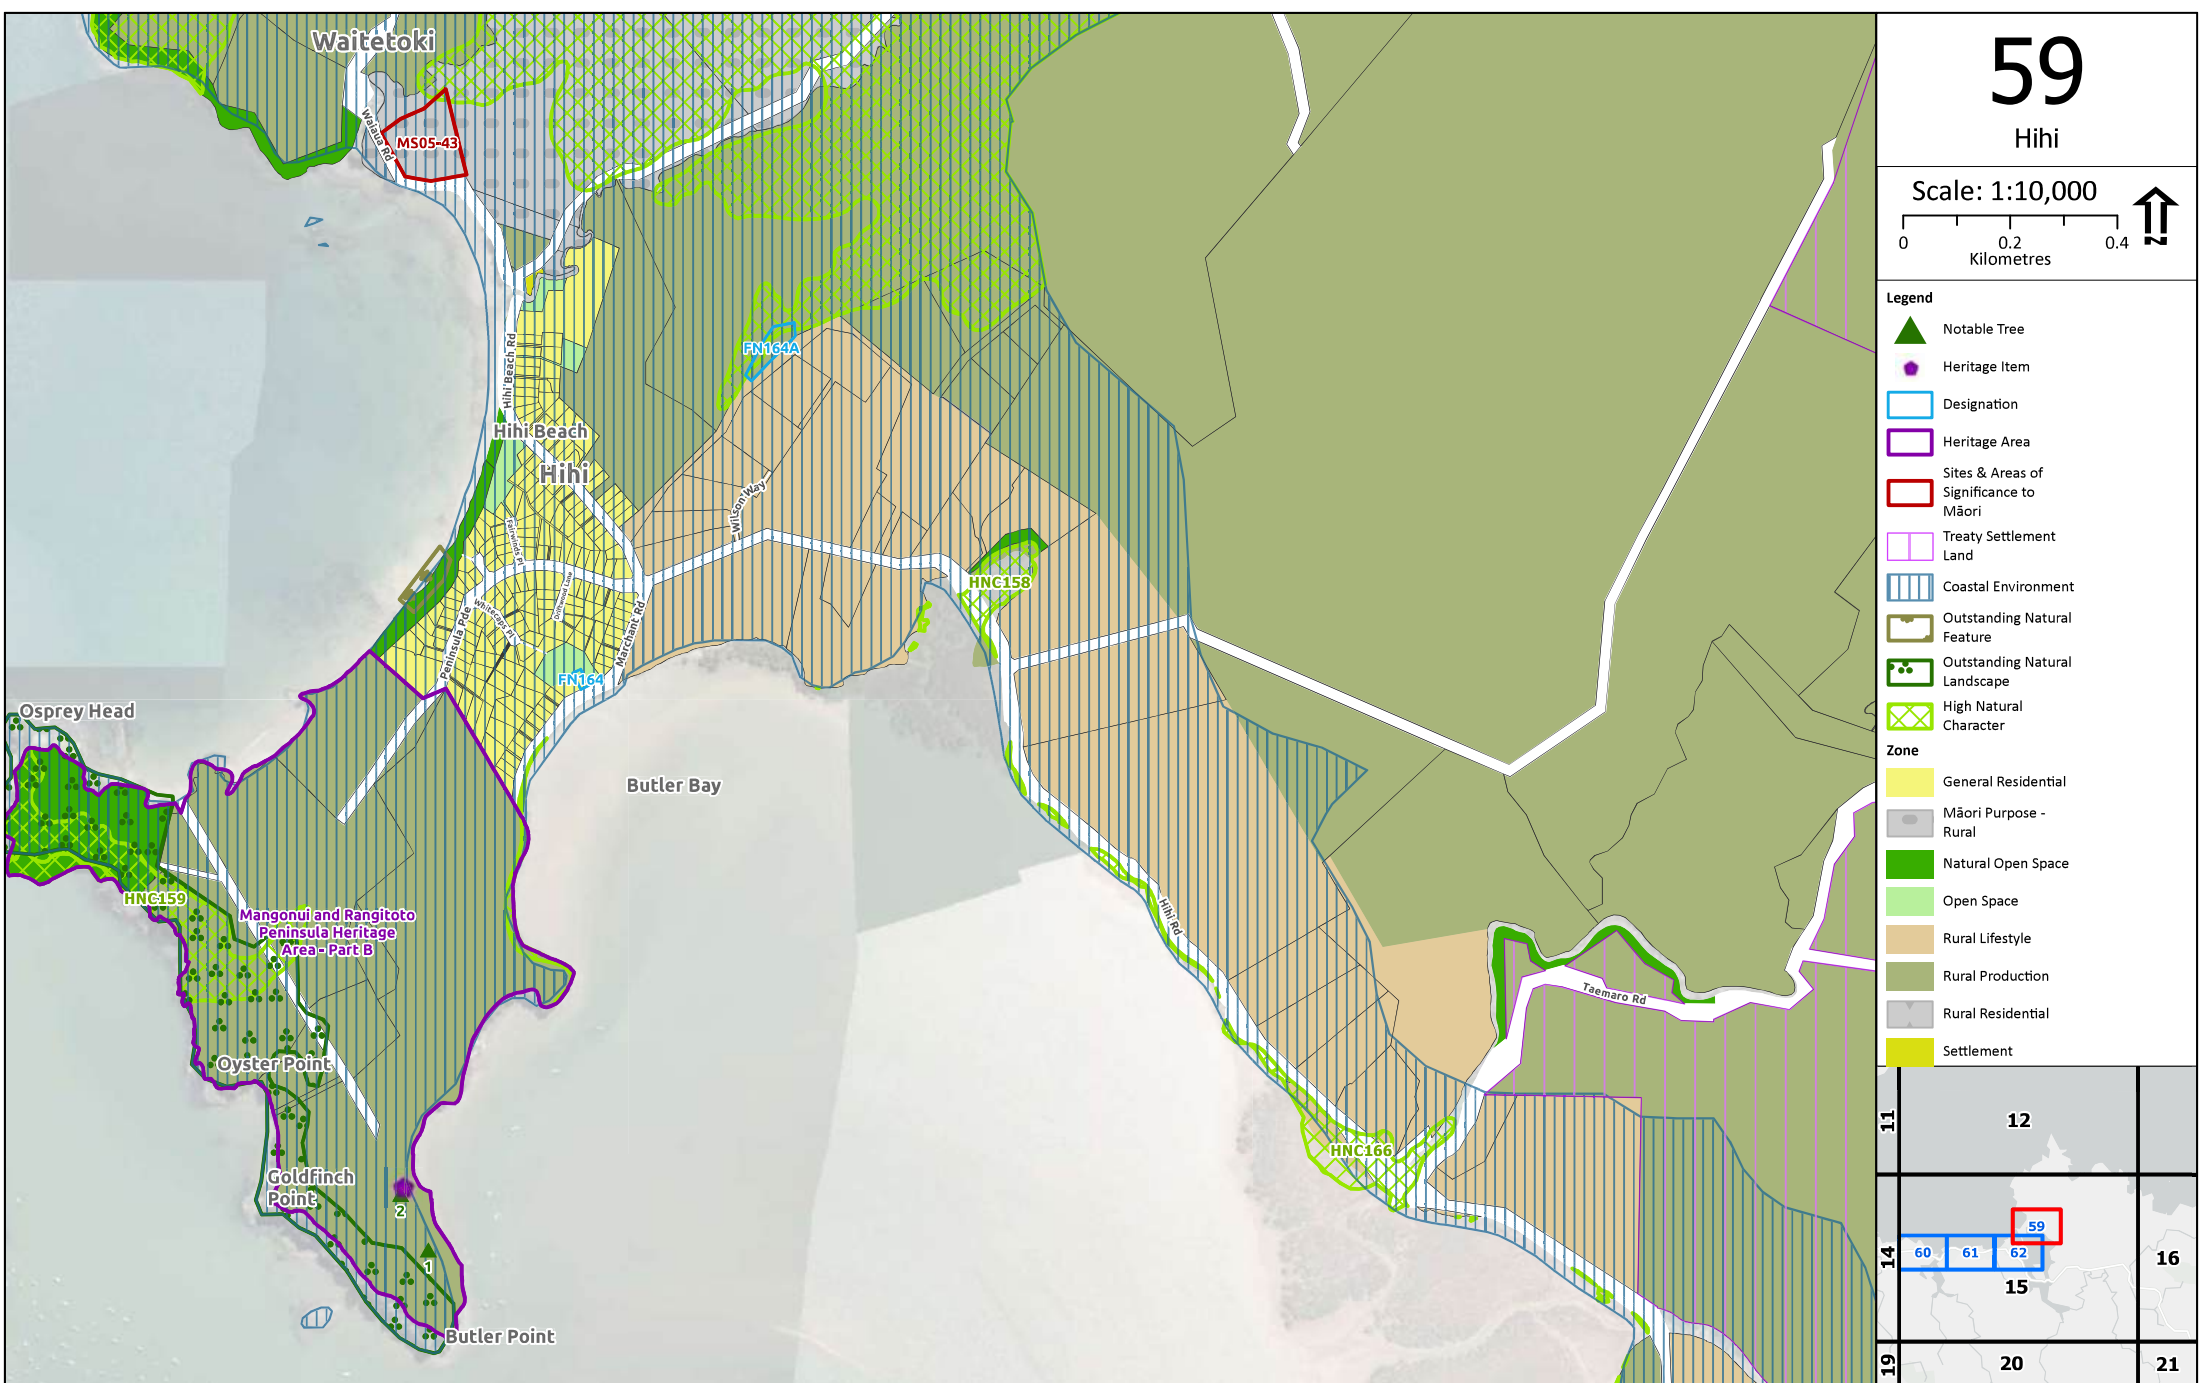 Waitetoki
Waiaua Rd
MS05-43
Hihi Beach Rd
FN164A
Hihi Beach
Hihi
Wilson Way
Fairwinds Pl
HNC158
Driftwood Lane
Whitecaps Pl
Peninsula Pde
Marchant Rd
FN164
Osprey Head
Butler Bay
HNC159
Mangonui and Rangitoto
Peninsula Heritage
Area - Part B
Hihi Rd
Taemaro Rd
Oyster Point
HNC166
Goldfinch
Point
2
1
Butler Point
59
Hihi
Scale: 1:10,000
0
0.2
0.4
Kilometres
N
Legend
Notable Tree
Heritage Item
Designation
Heritage Area
Sites & Areas of
Significance to
Māori
Treaty Settlement
Land
Coastal Environment
Outstanding Natural
Feature
Outstanding Natural
Landscape
High Natural
Character
Zone
General Residential
Māori Purpose -
Rural
Natural Open Space
Open Space
Rural Lifestyle
Rural Production
Rural Residential
Settlement
11
12
59
60
61
62
14
15
16
19
20
21